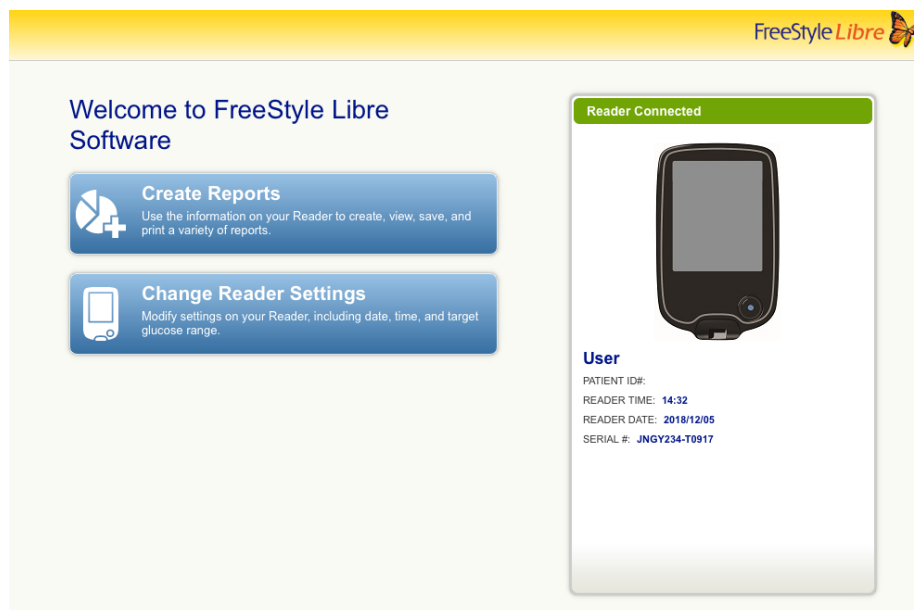 FreeStyle Libre
Welcome to FreeStyle Libre
Software
Create Reports
Use the information on your Reader to create, view, save, and
print a variety of reports.
Change Reader Settings
Modify settings on your Reader, including date, time, and target
glucose range.
Reader Connected
User
PATIENT ID#:
READER TIME: 14:32
READER DATE: 2018/12/05
SERIAL #: JNGY234-T0917